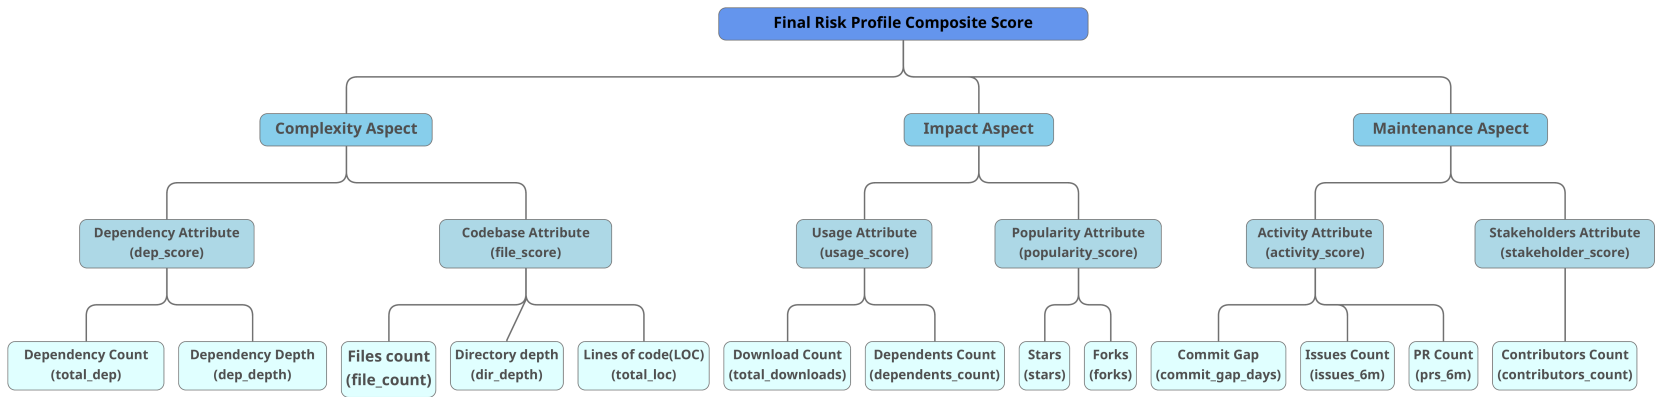 Final Risk Profile Composite Score
Complexity Aspect
Impact Aspect
Maintenance Aspect
Dependency Attribute
(dep_score)
Codebase Attribute
(file_score)
Usage Attribute
(usage_score)
Popularity Attribute
(popularity_score)
Activity Attribute
(activity_score)
Stakeholders Attribute
(stakeholder_score)
Dependency Count
(total_dep)
Dependency Depth
(dep_depth)
Files count
(file_count)
Directory depth
(dir_depth)
Lines of code(LOC)
(total_loc)
Download Count
(total_downloads)
Dependents Count
(dependents_count)
Stars
(stars)
Forks
(forks)
Commit Gap
(commit_gap_days)
Issues Count
(issues_6m)
PR Count
(prs_6m)
Contributors Count
(contributors_count)